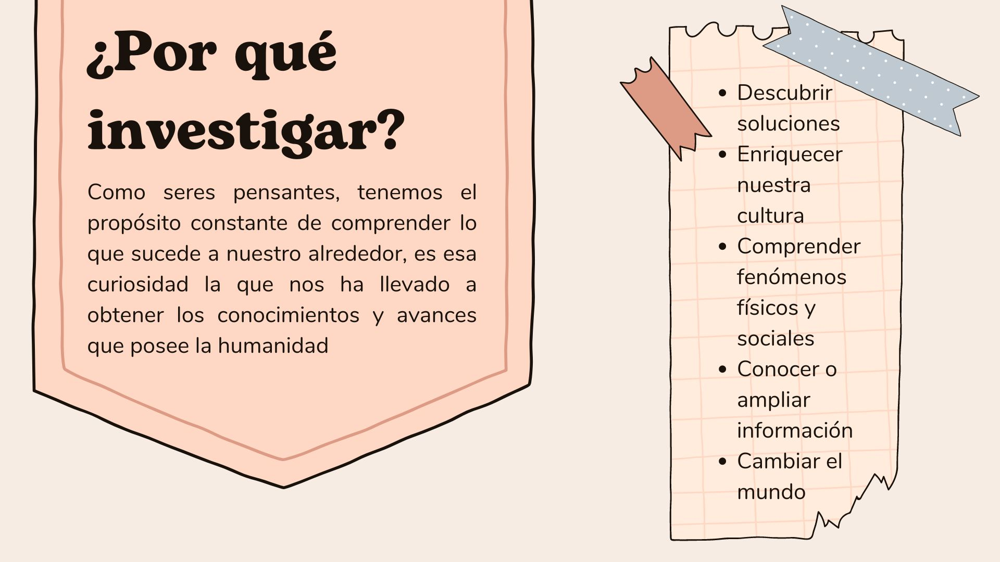 ¿Por qué
investigar?
Como seres pensantes, tenemos el
propósito constante de comprender lo
que sucede a nuestro alrededor, es esa
curiosidad la que nos ha llevado a
obtener los conocimientos y avances
que posee la humanidad
• Descubrir
soluciones
• Enriquecer
nuestra
cultura
• Comprender
fenómenos
físicos y
sociales
• Conocer o
ampliar
información
• Cambiar el
mundo